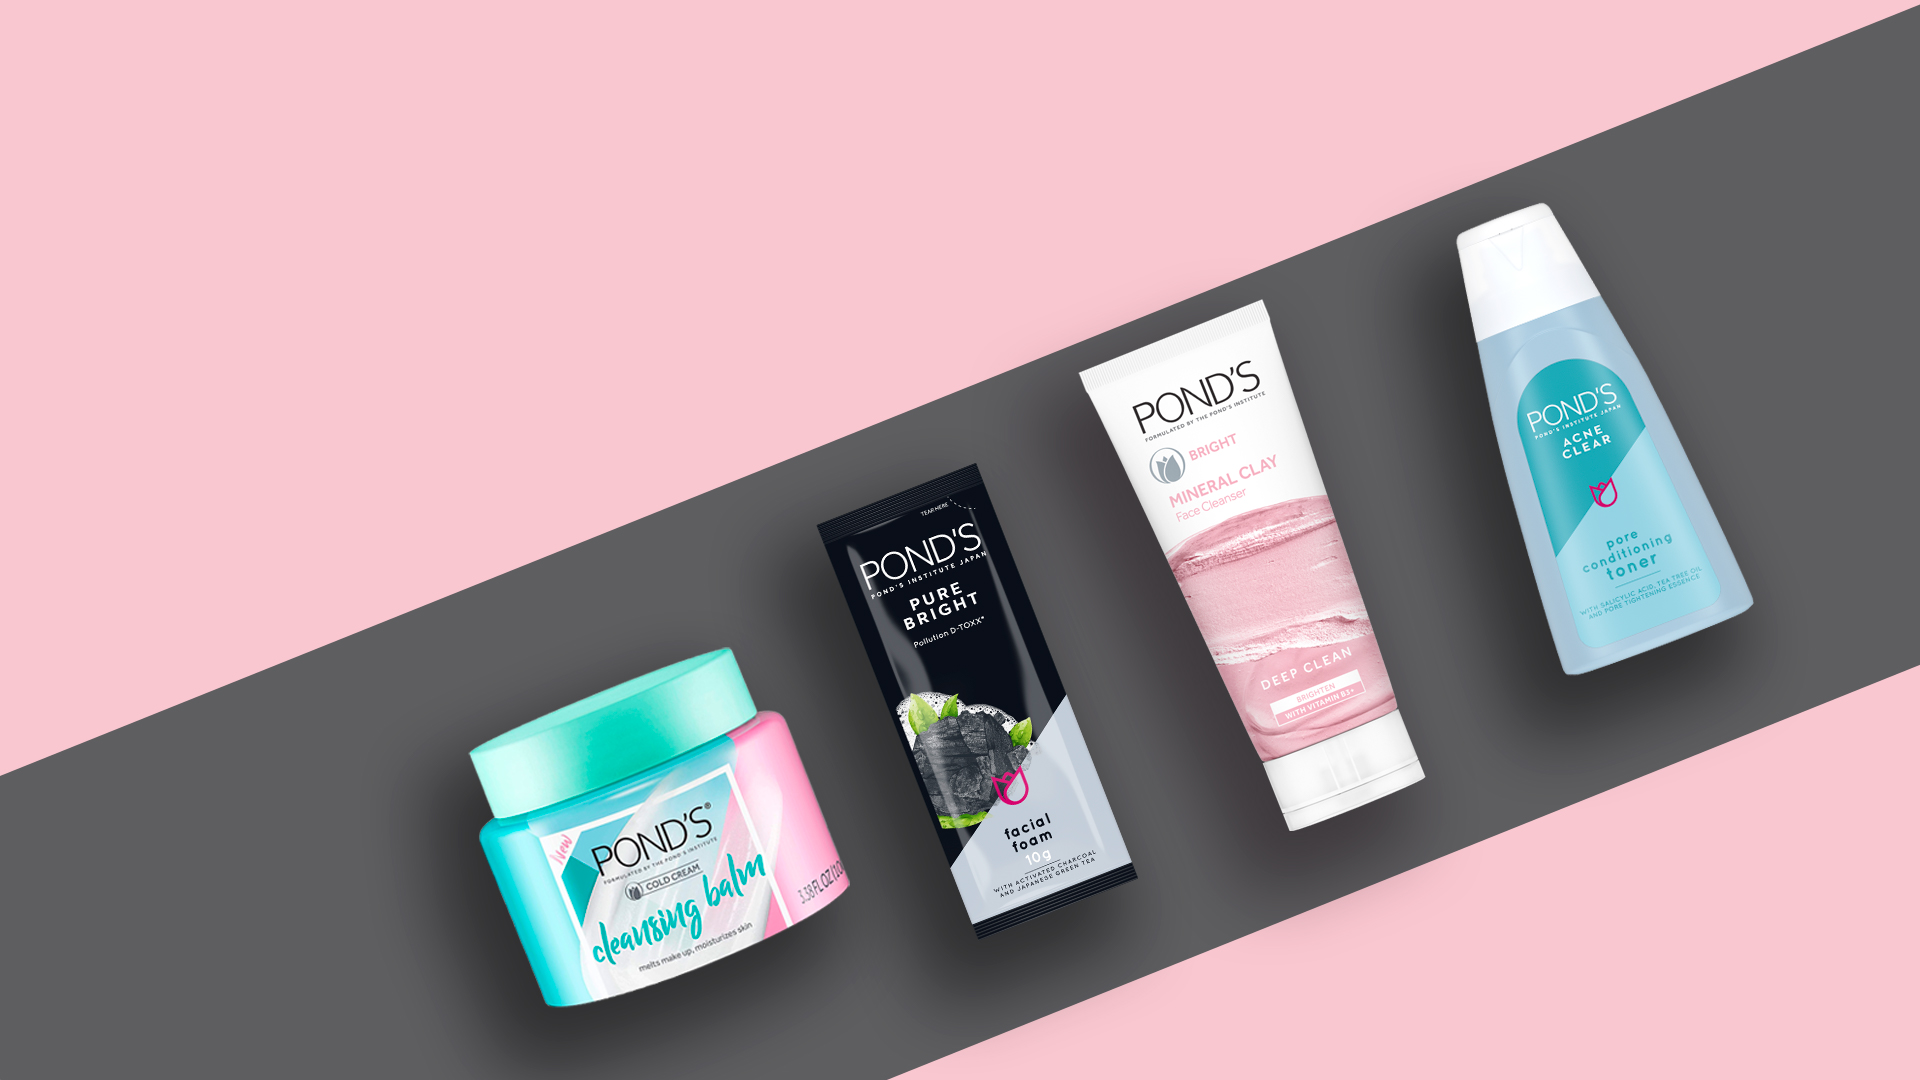 New
POND'S®
FORMULATED BY THE POND'S INSTITUTE
COLD CREAM
cleansing balm
melts make up, moisturizes skin
3.38 FL OZ (10
TEAR HERE
POND'S
POND'S INSTITUTE JAPAN
PURE
BRIGHT
Pollution D-TOXX*
facial
foam
10g
WITH ACTIVATED CHARCOAL
AND JAPANESE GREEN TEA
POND'S
FORMULATED BY THE POND'S INSTITUTE
BRIGHT
MINERAL CLAY
Face Cleanser
DEEP CLEAN
BRIGHTEN
WITH VITAMIN B3+
POND'S
POND'S INSTITUTE JAPAN
ACNE
CLEAR
pore
conditioning
toner
WITH SALICYLIC ACID, TEA TREE OIL
AND PORE TIGHTENING ESSENCE